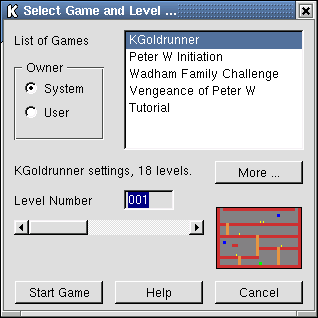 Select Game and Level ...
List of Games
KGoldrunner
Peter W Initiation
Wadham Family Challenge
Vengeance of Peter W
Tutorial
Owner
System
User
KGoldrunner settings, 18 levels.
More ...
Level Number
001
Start Game
Help
Cancel